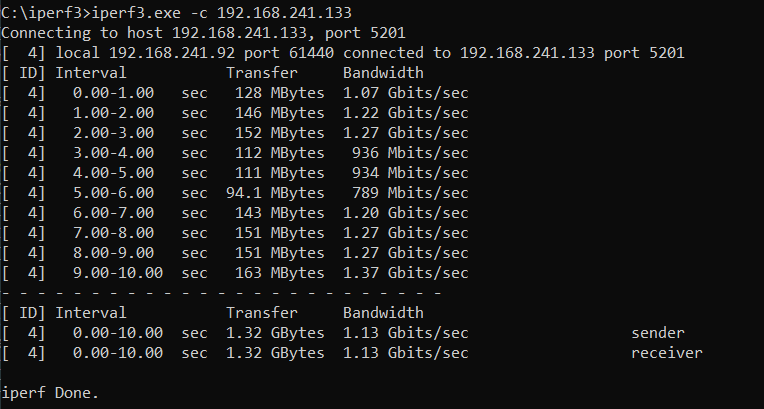 C:\iperf3>iperf3.exe -c 192.168.241.133
Connecting to host 192.168.241.133, port 5201
[  4] local 192.168.241.92 port 61440 connected to 192.168.241.133 port 5201
[ ID] Interval           Transfer     Bandwidth
[  4]   0.00-1.00   sec   128 MBytes  1.07 Gbits/sec
[  4]   1.00-2.00   sec   146 MBytes  1.22 Gbits/sec
[  4]   2.00-3.00   sec   152 MBytes  1.27 Gbits/sec
[  4]   3.00-4.00   sec   112 MBytes   936 Mbits/sec
[  4]   4.00-5.00   sec   111 MBytes   934 Mbits/sec
[  4]   5.00-6.00   sec  94.1 MBytes   789 Mbits/sec
[  4]   6.00-7.00   sec   143 MBytes  1.20 Gbits/sec
[  4]   7.00-8.00   sec   151 MBytes  1.27 Gbits/sec
[  4]   8.00-9.00   sec   151 MBytes  1.27 Gbits/sec
[  4]   9.00-10.00  sec   163 MBytes  1.37 Gbits/sec
- - - - - - - - - - - - - - - - - - - - - - - - -
[ ID] Interval           Transfer     Bandwidth
[  4]   0.00-10.00  sec  1.32 GBytes  1.13 Gbits/sec                  sender
[  4]   0.00-10.00  sec  1.32 GBytes  1.13 Gbits/sec                  receiver
iperf Done.